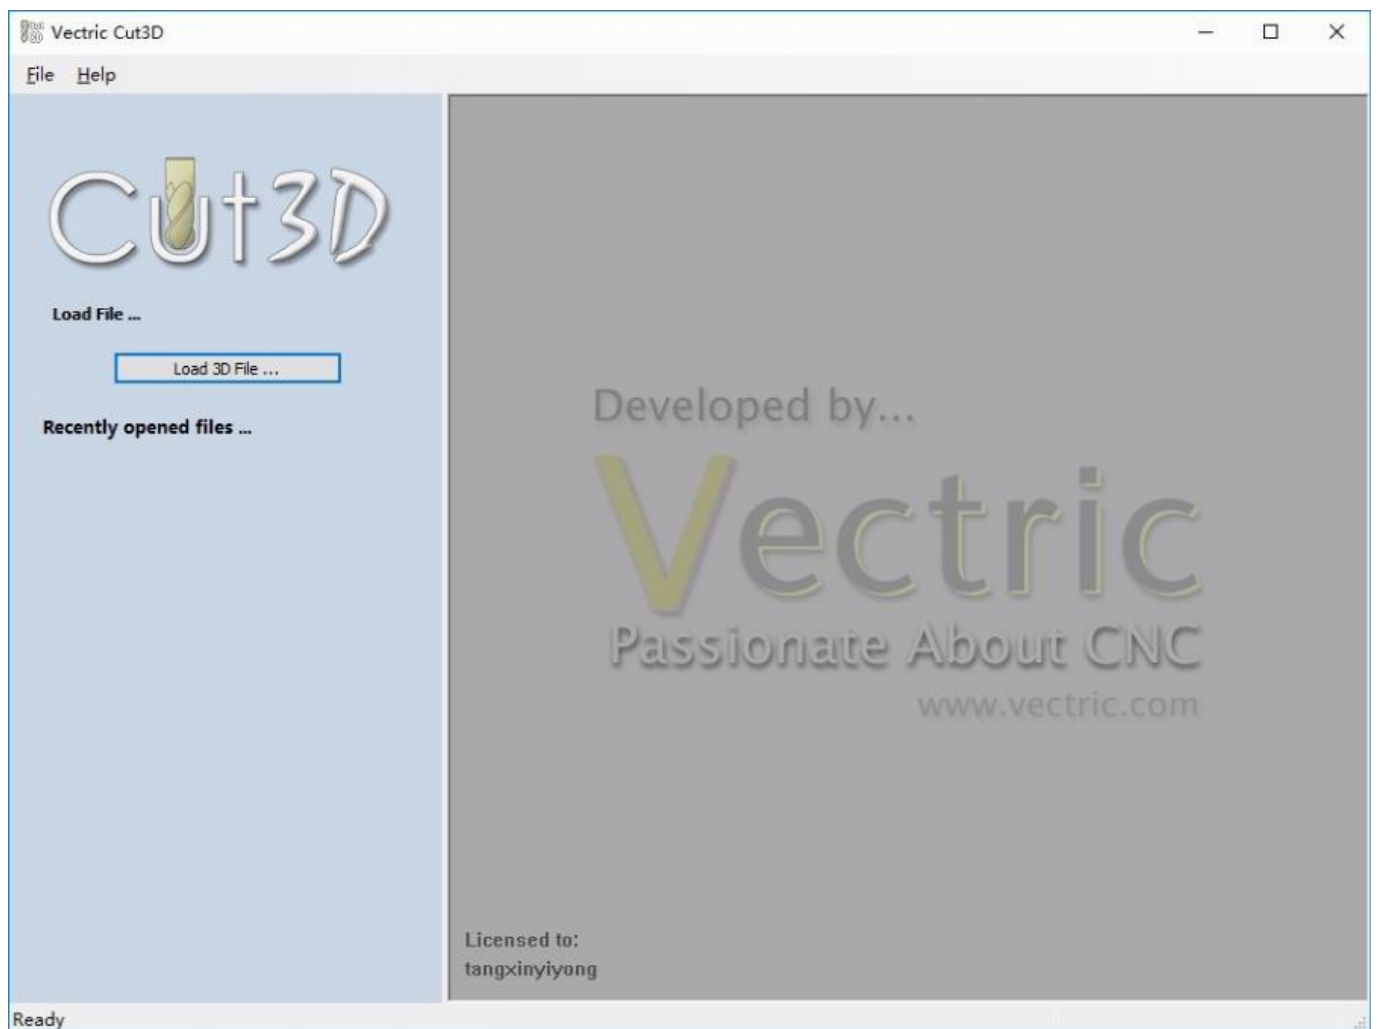 Vectric Cut3D
File Help
Cut3D
Load File ...
Load 3D File ...
Recently opened files ...
Developed by...
Vectric
Passionate About CNC
www.vectric.com
Licensed to:
tangxinyiyong
Ready